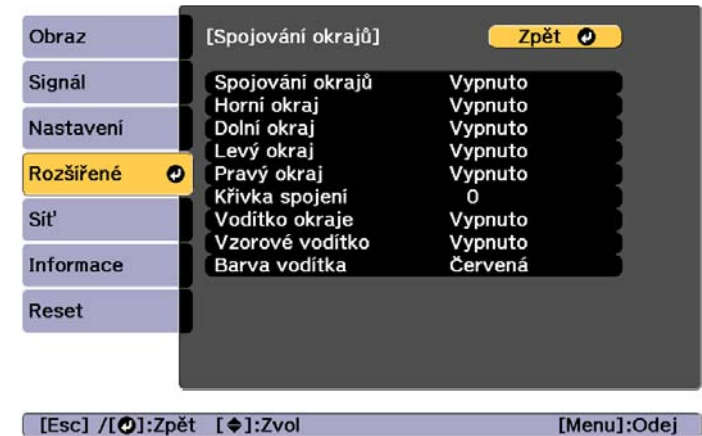 Obraz
Signál
Nastavení
Rozšířené
Síť
Informace
Reset
[Spojování okrajů] Zpět
Spojování okrajů Vypnuto
Horní okraj Vypnuto
Dolní okraj Vypnuto
Levý okraj Vypnuto
Pravý okraj Vypnuto
Křivka spojení 0
Vodítko okraje Vypnuto
Vzorové vodítko Vypnuto
Barva vodítka Červená
[Esc] /[]:Zpět []:Zvol [Menu]:Odej